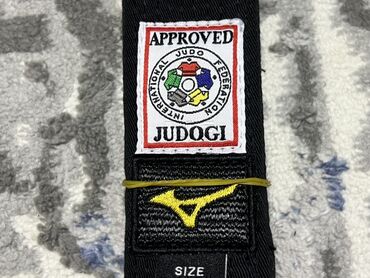 APPROVED
INTERNATIONAL JUDO FEDERATION
JUDOGI
SIZE